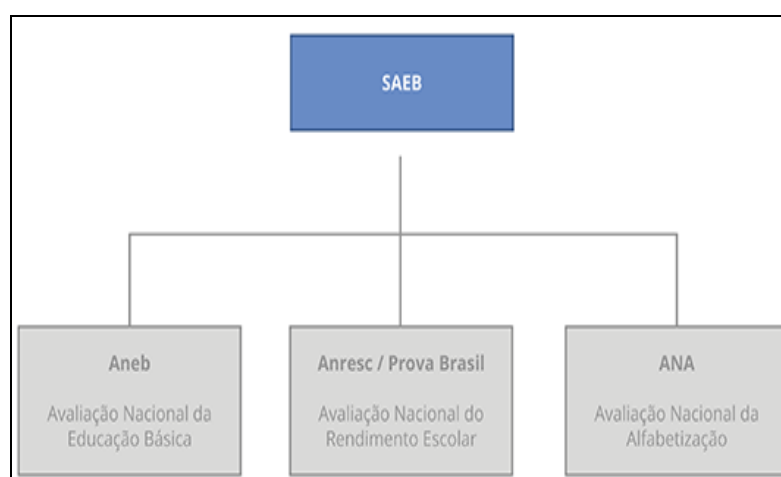 SAEB
Aneb
Avaliação Nacional da
Educação Básica
Anresc / Prova Brasil
Avaliação Nacional do
Rendimento Escolar
ANA
Avaliação Nacional da
Alfabetização